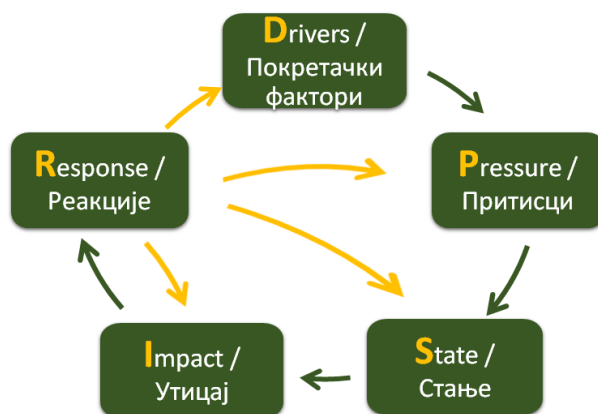 Drivers /
Покретачки
фактори
Response /
Реакције
Pressure /
Притисци
Impact /
Утицај
State /
Стање